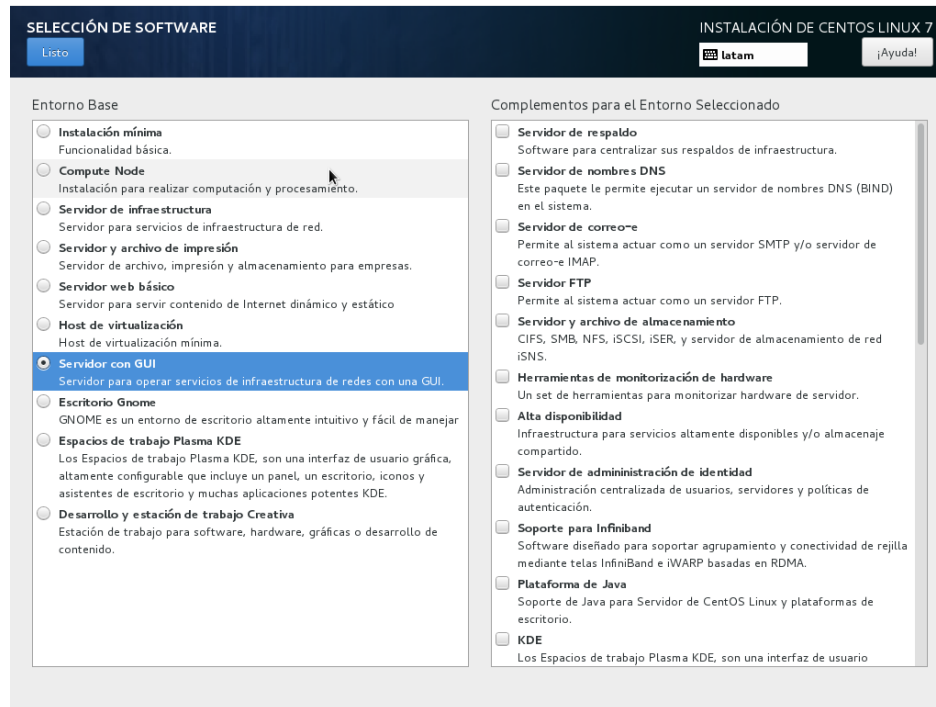 SELECCIÓN DE SOFTWARE
INSTALACIÓN DE CENTOS LINUX 7
Listo
latam
¡Ayuda!
Entorno Base
Instalación mínima
Funcionalidad básica.
Compute Node
Instalación para realizar computación y procesamiento.
Servidor de infraestructura
Servidor para servicios de infraestructura de red.
Servidor y archivo de impresión
Servidor de archivo, impresión y almacenamiento para empresas.
Servidor web básico
Servidor para servir contenido de Internet dinámico y estático
Host de virtualización
Host de virtualización mínima.
Servidor con GUI
Servidor para operar servicios de infraestructura de redes con una GUI.
Escritorio Gnome
GNOME es un entorno de escritorio altamente intuitivo y fácil de manejar
Espacios de trabajo Plasma KDE
Los Espacios de trabajo Plasma KDE, son una interfaz de usuario gráfica,
altamente configurable que incluye un panel, un escritorio, iconos y
asistentes de escritorio y muchas aplicaciones potentes KDE.
Desarrollo y estación de trabajo Creativa
Estación de trabajo para software, hardware, gráficas o desarrollo de
contenido.
Complementos para el Entorno Seleccionado
Servidor de respaldo
Software para centralizar sus respaldos de infraestructura.
Servidor de nombres DNS
Este paquete le permite ejecutar un servidor de nombres DNS (BIND)
en el sistema.
Servidor de correo-e
Permite al sistema actuar como un servidor SMTP y/o servidor de
correo-e IMAP.
Servidor FTP
Permite al sistema actuar como un servidor FTP.
Servidor y archivo de almacenamiento
CIFS, SMB, NFS, iSCSI, iSER, y servidor de almacenamiento de red
iSNS.
Herramientas de monitorización de hardware
Un set de herramientas para monitorizar hardware de servidor.
Alta disponibilidad
Infraestructura para servicios altamente disponibles y/o almacenaje
compartido.
Servidor de admininistración de identidad
Administración centralizada de usuarios, servidores y políticas de
autenticación.
Soporte para Infiniband
Software diseñado para soportar agrupamiento y conectividad de rejilla
mediante telas InfiniBand e iWARP basadas en RDMA.
Plataforma de Java
Soporte de Java para Servidor de CentOS Linux y plataformas de
escritorio.
KDE
Los Espacios de trabajo Plasma KDE, son una interfaz de usuario